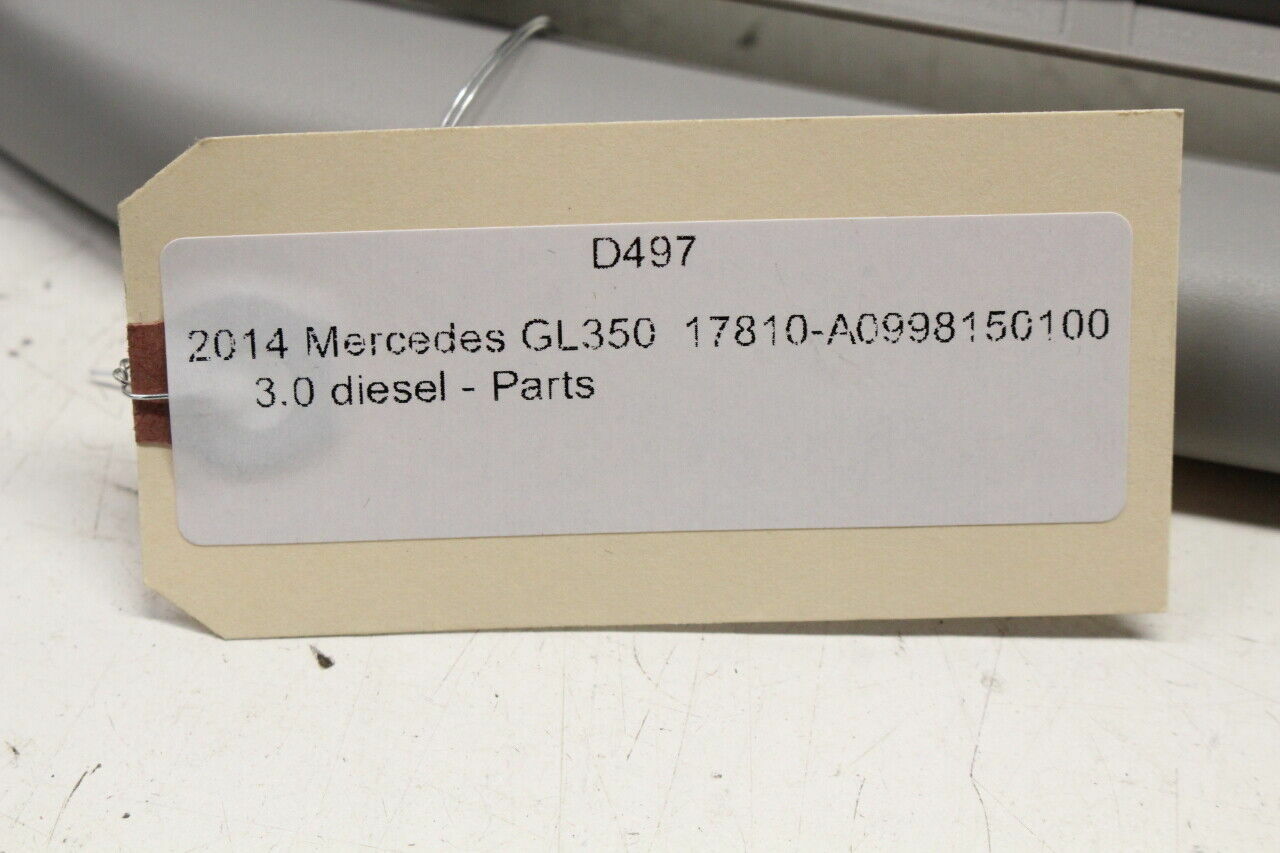 D497
2014 Mercedes GL350 17810-A0998150100
3.0 diesel - Parts